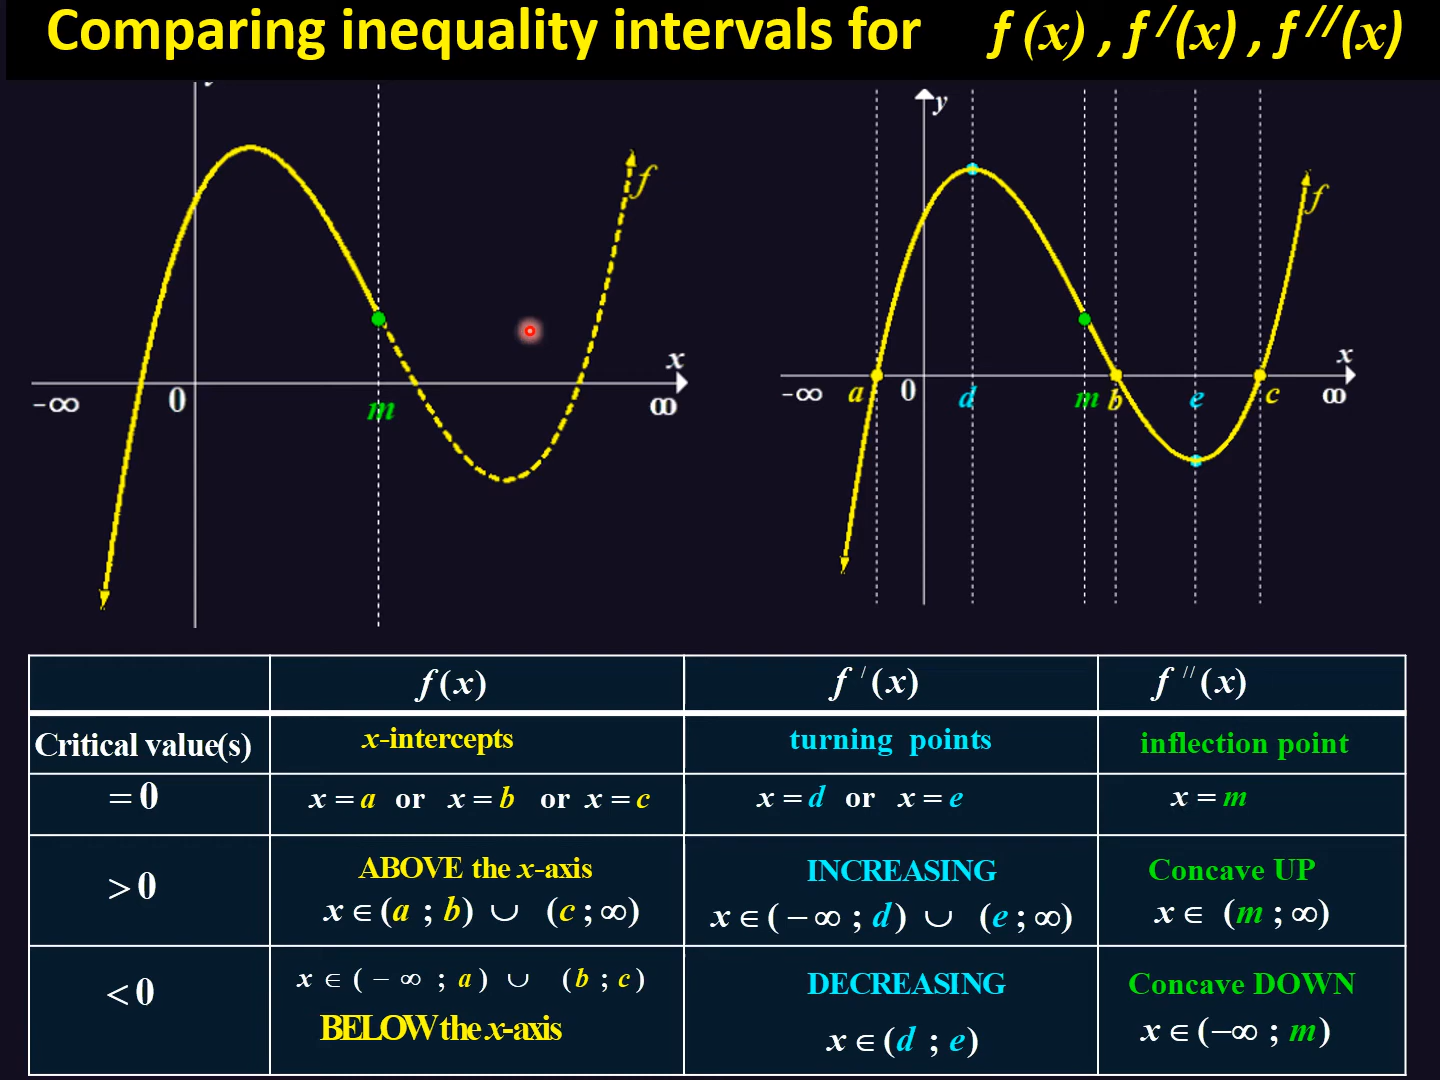 Comparing inequality intervals for f (x) , f /(x) , f //(x)
f
x
-∞ 0 m ∞
y
f
x
-∞ a 0 d m b e c ∞
f(x) f /(x) f //(x)
Critical value(s) x-intercepts turning points inflection point
= 0 x = a or x = b or x = c x = d or x = e x = m
> 0
ABOVE the x-axis INCREASING Concave UP
x ∈ (a ; b) ∪ (c ; ∞) x ∈ (− ∞ ; d) ∪ (e ; ∞) x ∈ (m ; ∞)
< 0
x ∈ (− ∞ ; a) ∪ (b ; c) DECREASING Concave DOWN
BELOW the x-axis x ∈ (d ; e) x ∈ (−∞ ; m)